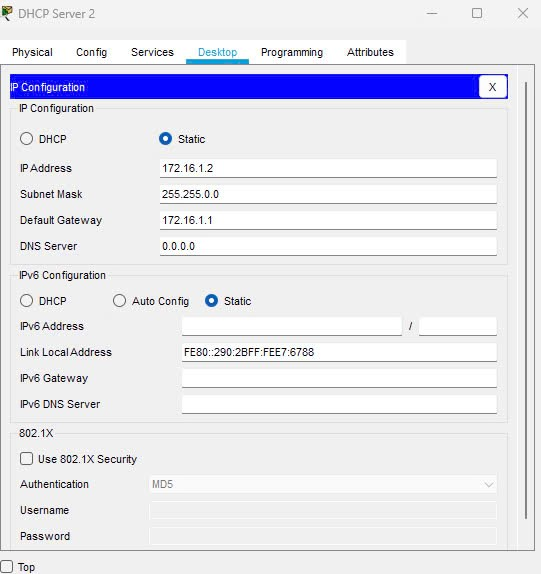 DHCP Server 2
Physical Config Services Desktop Programming Attributes
IP Configuration X
IP Configuration
DHCP Static
IP Address 172.16.1.2
Subnet Mask 255.255.0.0
Default Gateway 172.16.1.1
DNS Server 0.0.0.0
IPv6 Configuration
DHCP Auto Config Static
IPv6 Address /
Link Local Address FE80::290:2BFF:FEE7:6788
IPv6 Gateway
IPv6 DNS Server
802.1X
Use 802.1X Security
Authentication MD5
Username
Password
Top